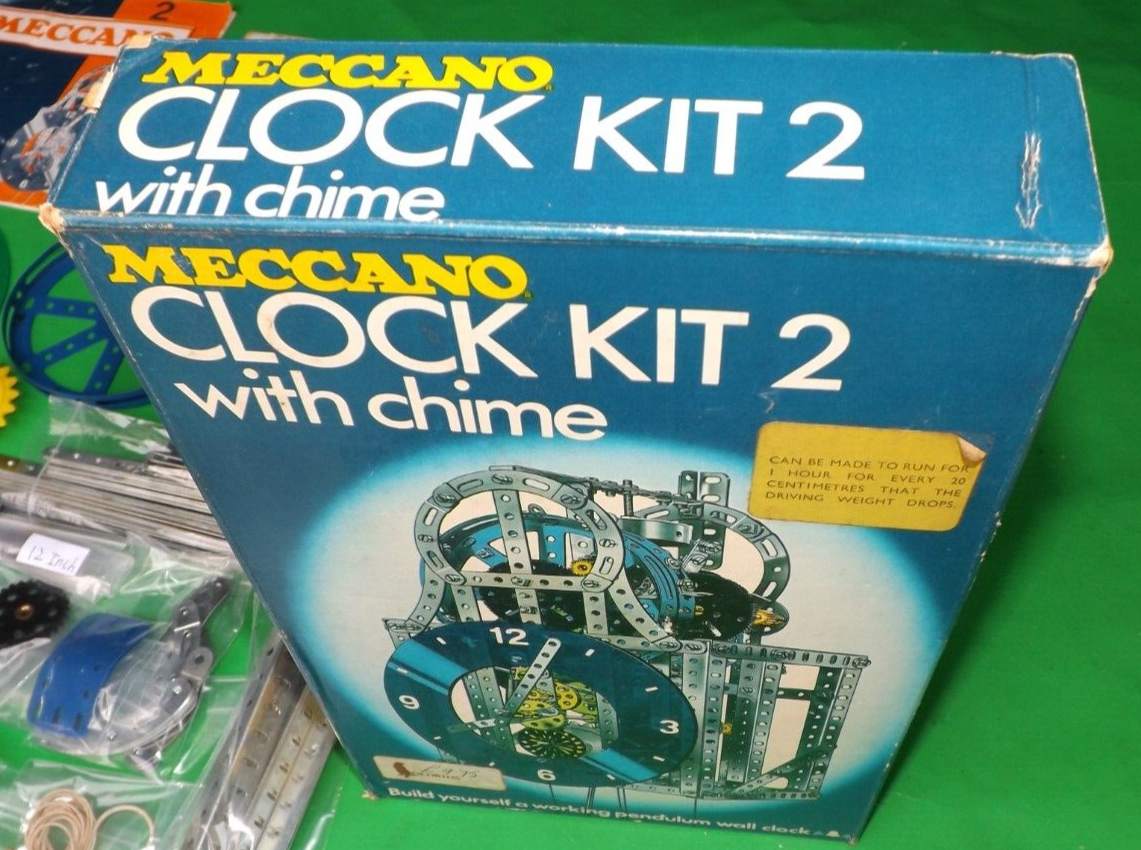 2
MECCANO
MECCANO
CLOCK KIT 2
with chime
MECCANO
CLOCK KIT 2
with chime
CAN BE MADE TO RUN FOR
1 HOUR FOR EVERY 20
CENTIMETRES THAT THE
DRIVING WEIGHT DROPS.
12 Inch
12
9
3
6
Build yourself a working pendulum wall clock